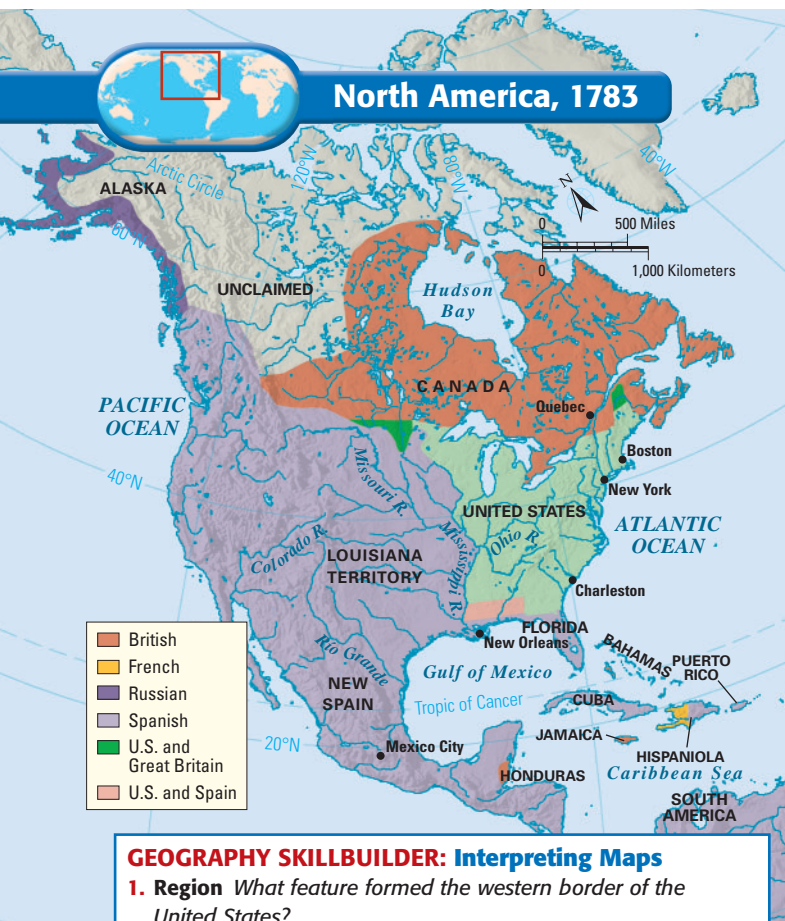 North America, 1783
Arctic Circle
120°W
80°W
40°W
ALASKA
60°N
N
0 500 Miles
0 1,000 Kilometers
UNCLAIMED
Hudson
Bay
CANADA
Quebec
PACIFIC
OCEAN
Boston
New York
40°N
Missouri R.
UNITED STATES
ATLANTIC
OCEAN
Colorado R.
Mississippi R.
Ohio R.
LOUISIANA
TERRITORY
Charleston
FLORIDA
New Orleans
BAHAMAS
PUERTO
RICO
Rio Grande
Gulf of Mexico
NEW
SPAIN
Tropic of Cancer
CUBA
JAMAICA
HISPANIOLA
20°N
Mexico City
HONDURAS
Caribbean Sea
SOUTH
AMERICA
British
French
Russian
Spanish
U.S. and
Great Britain
U.S. and Spain
GEOGRAPHY SKILLBUILDER: Interpreting Maps
1. Region What feature formed the western border of the
United States?